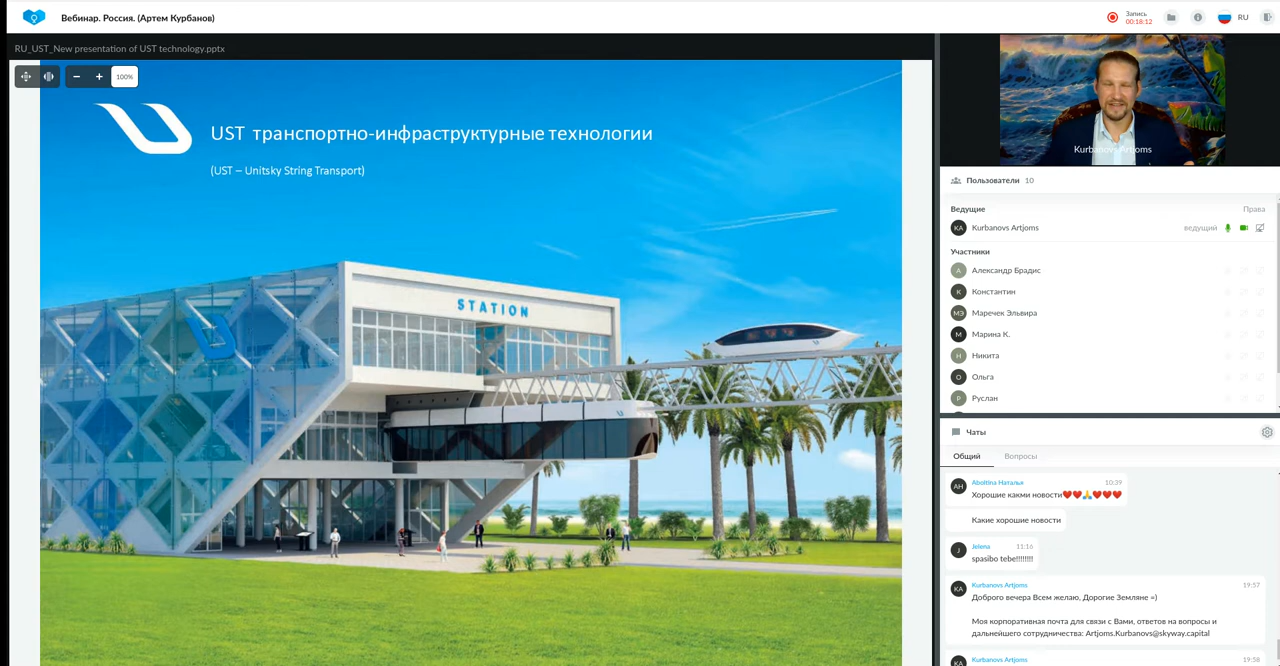 Вебинар. Россия. (Артем Курбанов)
Запись
00:18:12
RU
RU_UST_New presentation of UST technology.pptx
100%
UST транспортно-инфраструктурные технологии
(UST – Unitsky String Transport)
STATION
Kurbanovs Artjoms
Пользователи 10
Ведущие Права
KA Kurbanovs Artjoms ведущий
Участники
А Александр Брадис
К Константин
МЭ Маречек Эльвира
М Марина К.
Н Никита
О Ольга
Р Руслан
Чаты
Общий Вопросы
АН Aboltina Наталья 10:39
Хорошие какми новости❤️❤️🙏❤️❤️❤️
Какие хорошие новости
J Jelena 11:16
spasibo tebe!!!!!!!!
KA Kurbanovs Artjoms 19:57
Доброго вечера Всем желаю, Дорогие Земляне =)
Моя корпоративная почта для связи с Вами, ответов на вопросы и
дальнейшего сотрудничества: Artjoms.Kurbanovs@skyway.capital
KA Kurbanovs Artjoms 19:58